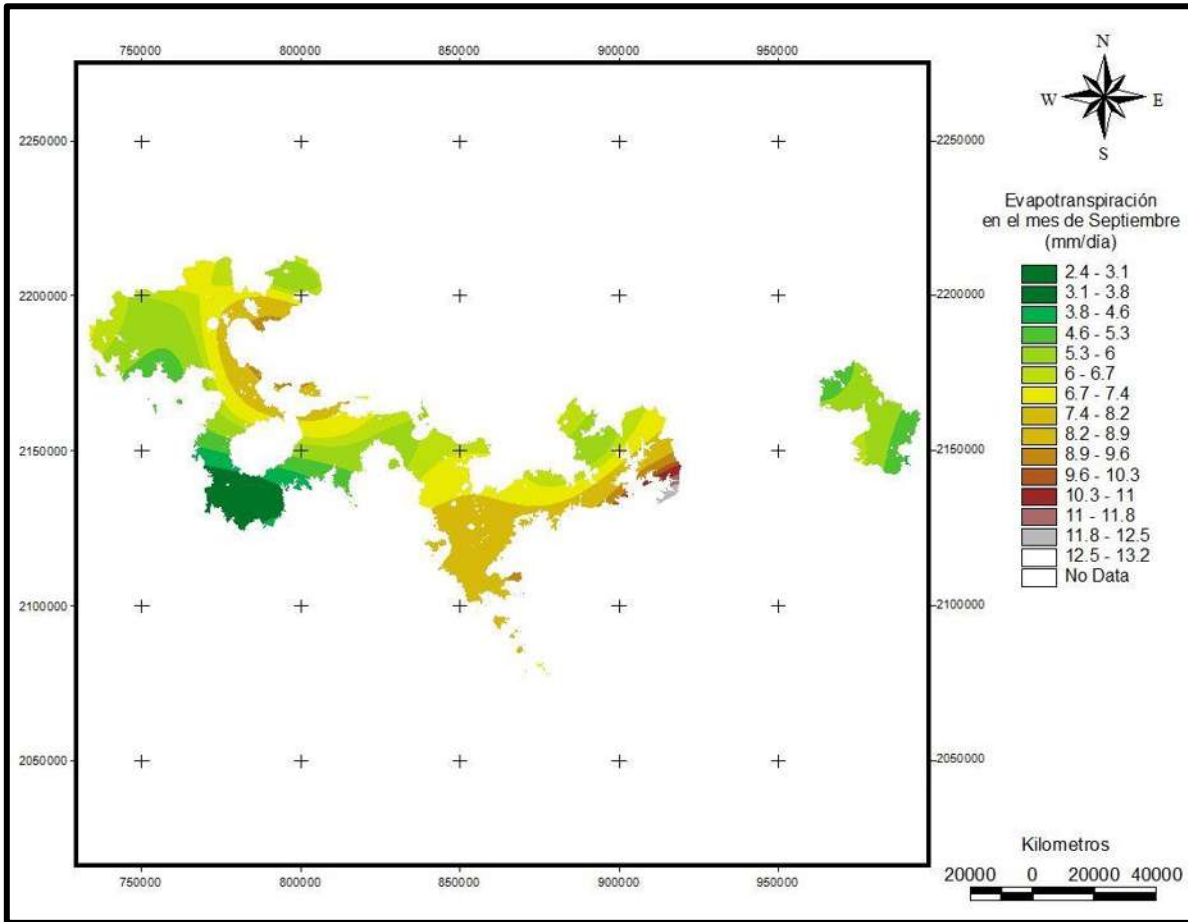 750000 800000 850000 900000 950000
N
W E
S
2250000 2250000
Evapotranspiración
en el mes de Septiembre
(mm/día)
2.4 - 3.1
3.1 - 3.8
3.8 - 4.6
4.6 - 5.3
5.3 - 6
6 - 6.7
6.7 - 7.4
7.4 - 8.2
8.2 - 8.9
8.9 - 9.6
9.6 - 10.3
10.3 - 11
11 - 11.8
11.8 - 12.5
12.5 - 13.2
No Data
2200000 2200000
2150000 2150000
2100000 2100000
2050000 2050000
750000 800000 850000 900000 950000
Kilometros
20000 0 20000 40000